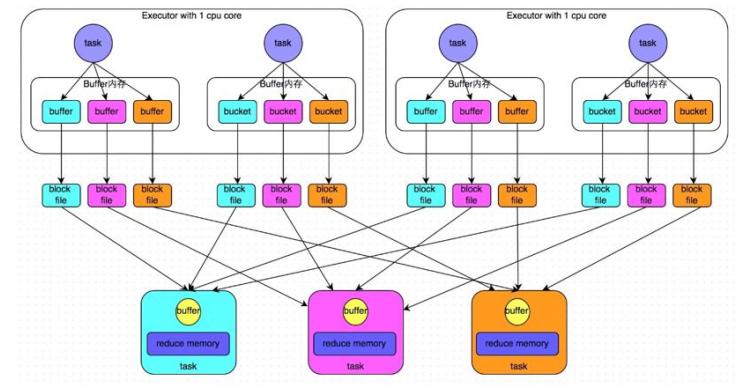 Executor with 1 cpu core
Executor with 1 cpu core
task
task
task
task
Buffer内存
Buffer内存
Buffer内存
Buffer内存
buffer
buffer
buffer
bucket
bucket
bucket
buffer
buffer
buffer
bucket
bucket
bucket
block
file
block
file
block
file
block
file
block
file
block
file
block
file
block
file
block
file
block
file
block
file
block
file
buffer
reduce memory
task
buffer
reduce memory
task
buffer
reduce memory
task